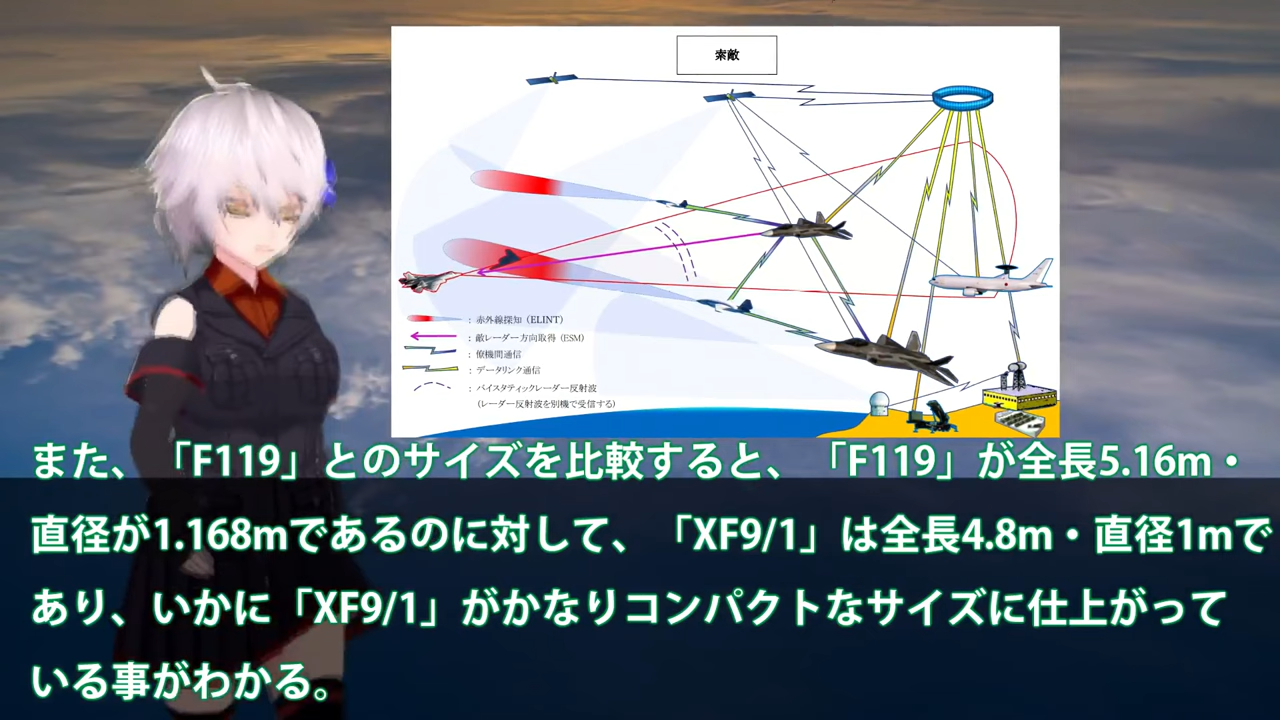 索敵
: 赤外線探知（ELINT）
: 敵レーダー方向取得（ESM）
: 僚機間通信
: データリンク通信
: バイスタティックレーダー反射波
（レーダー反射波を別機で受信する）
また、「F119」とのサイズを比較すると、「F119」が全長5.16m・
直径が1.168mであるのに対して、「XF9/1」は全長4.8m・直径1mで
あり、いかに「XF9/1」がかなりコンパクトなサイズに仕上がって
いる事がわかる。